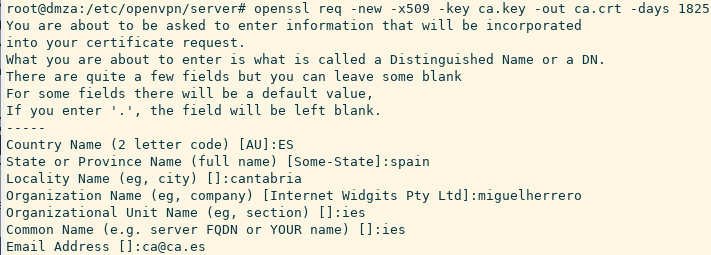 root@dmza:/etc/openvpn/server# openssl req -new -x509 -key ca.key -out ca.crt -days 1825
You are about to be asked to enter information that will be incorporated
into your certificate request.
What you are about to enter is what is called a Distinguished Name or a DN.
There are quite a few fields but you can leave some blank
For some fields there will be a default value,
If you enter '.', the field will be left blank.
-----
Country Name (2 letter code) [AU]:ES
State or Province Name (full name) [Some-State]:spain
Locality Name (eg, city) []:cantabria
Organization Name (eg, company) [Internet Widgits Pty Ltd]:miguelherrero
Organizational Unit Name (eg, section) []:ies
Common Name (e.g. server FQDN or YOUR name) []:ies
Email Address []:ca@ca.es